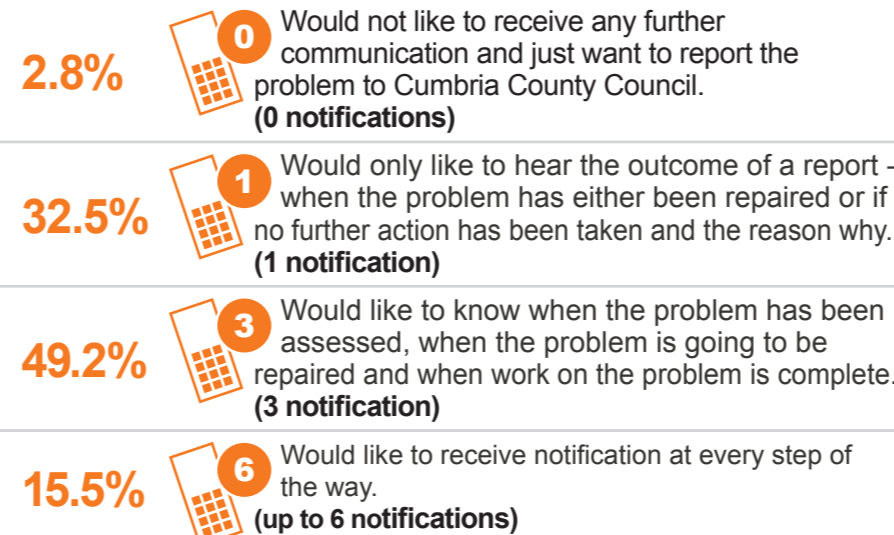 2.8%
0
Would not like to receive any further
communication and just want to report the
problem to Cumbria County Council.
(0 notifications)
32.5%
1
Would only like to hear the outcome of a report -
when the problem has either been repaired or if
no further action has been taken and the reason why.
(1 notification)
49.2%
3
Would like to know when the problem has been
assessed, when the problem is going to be
repaired and when work on the problem is complete.
(3 notification)
15.5%
6
Would like to receive notification at every step of
the way.
(up to 6 notifications)